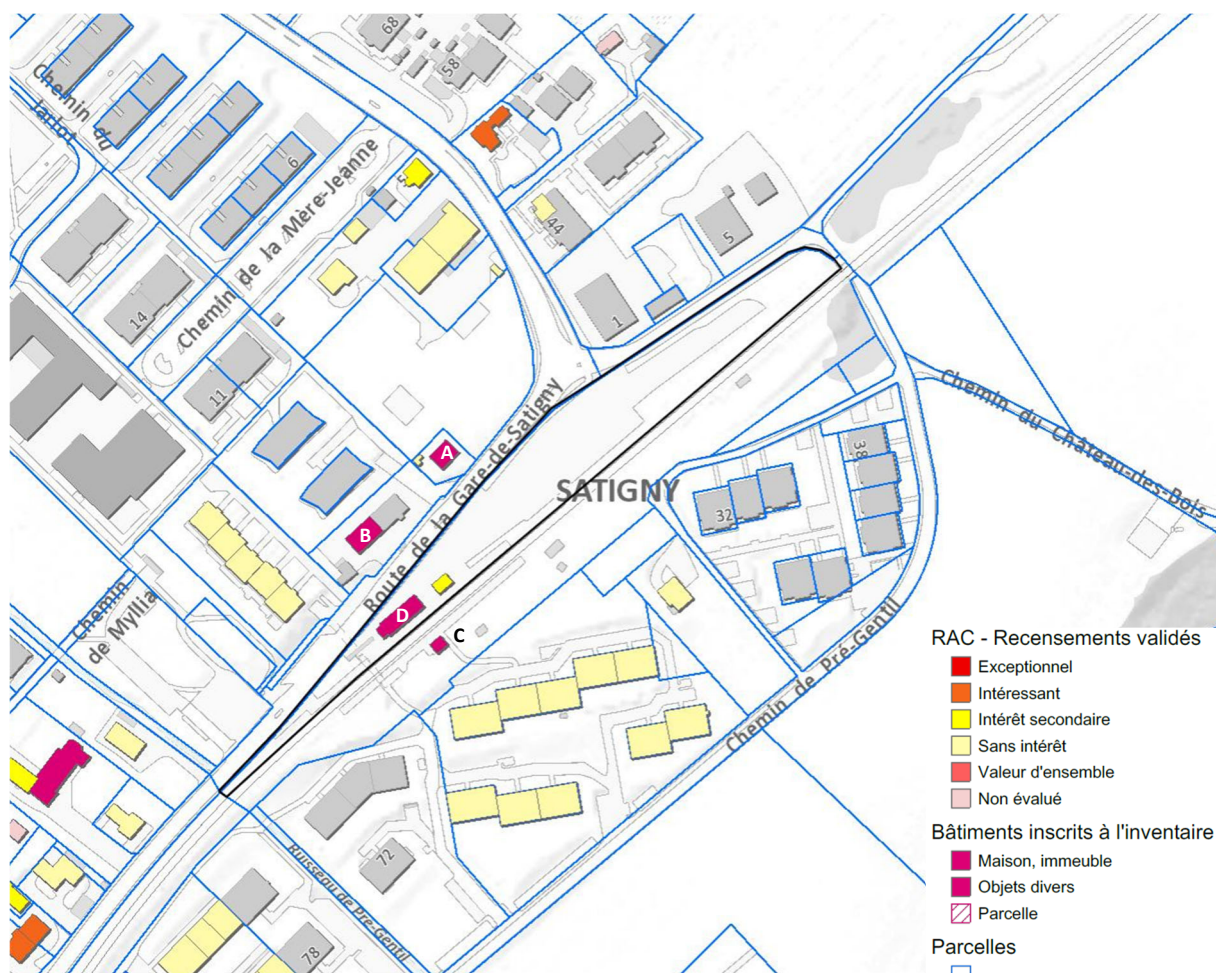 68
58
Chemin du
Jarlot
6
Chemin de la Mère-Jeanne
5
44
5
14
1
11
Chemin du Château-des-Bois
Route de la Gare-de-Satigny
A
SATIGNY
38
32
B
D
C
Chemin
de Myllia
Chemin de Pré-Gentil
72
Ruisseau de Pré-Gentil
78
RAC - Recensements validés
Exceptionnel
Intéressant
Intérêt secondaire
Sans intérêt
Valeur d'ensemble
Non évalué
Bâtiments inscrits à l'inventaire
Maison, immeuble
Objets divers
Parcelle
Parcelles